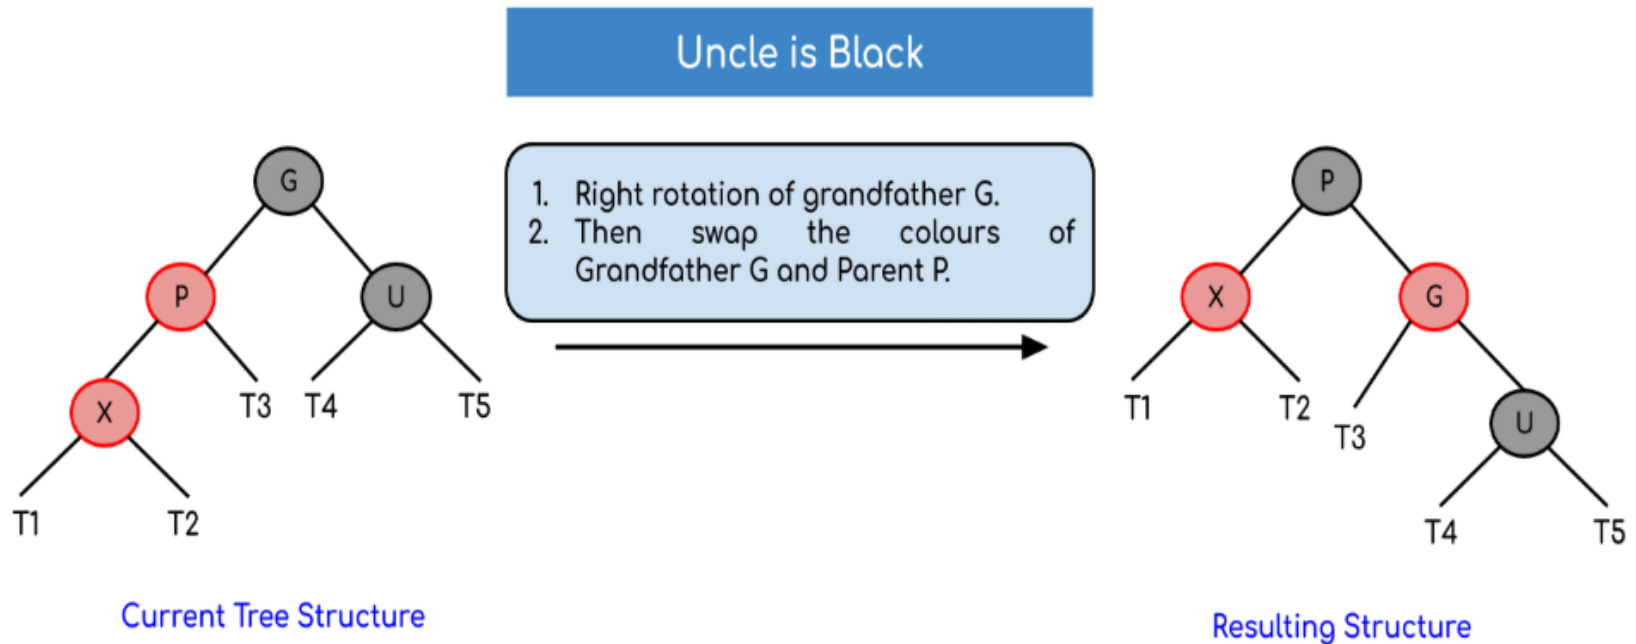 Uncle is Black
G
P
U
X
T3
T4
T5
T1
T2
Current Tree Structure
1. Right rotation of grandfather G.
2. Then swap the colours of
Grandfather G and Parent P.
P
X
G
T1
T2
T3
U
T4
T5
Resulting Structure